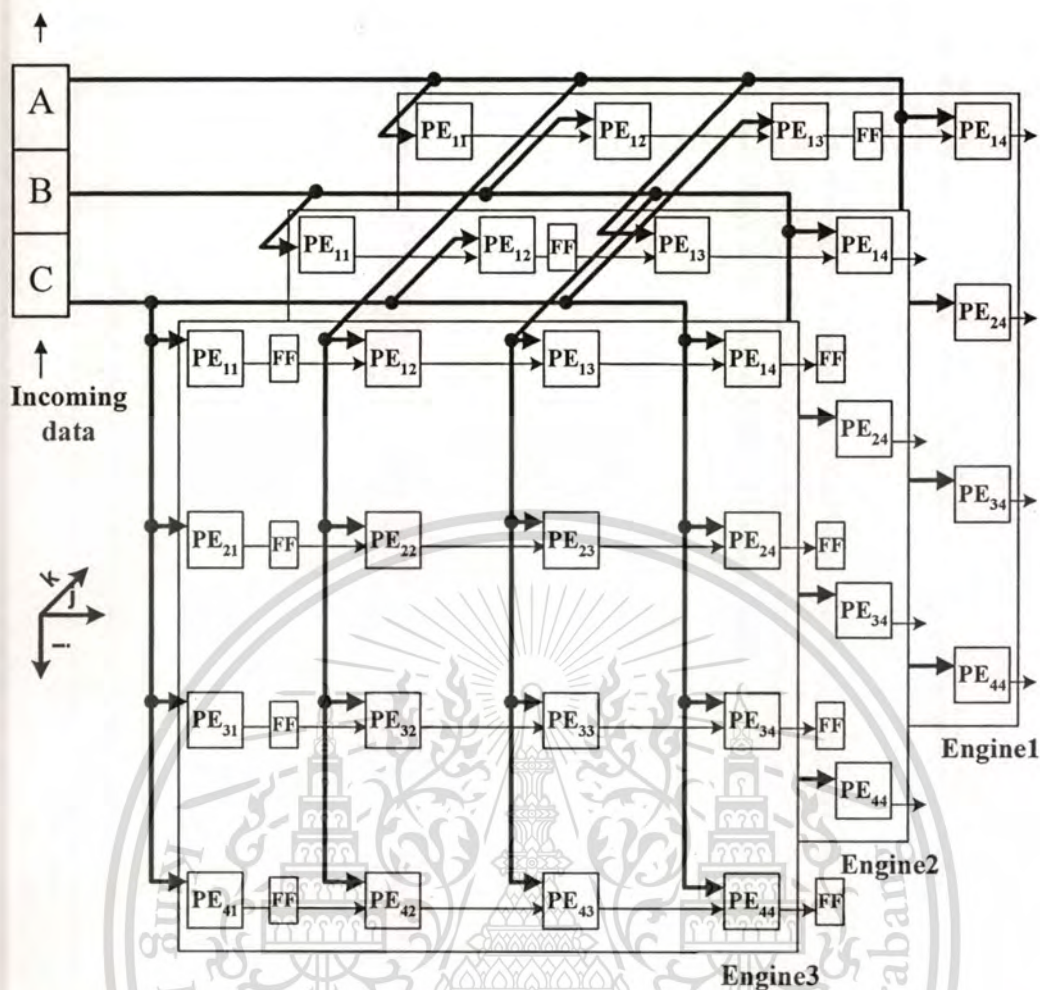 A
B
C
Incoming
data
k
j
i
PE11 PE12 PE13 FF PE14
PE11 PE12 FF PE13 PE14
PE24
PE11 FF PE12 PE13 PE14 FF
PE24
PE34
PE21 FF PE22 PE23 PE24 FF
PE34
PE44
PE31 FF PE32 PE33 PE34 FF
Engine1
PE44
Engine2
PE41 FF PE42 PE43 PE44 FF
Engine3